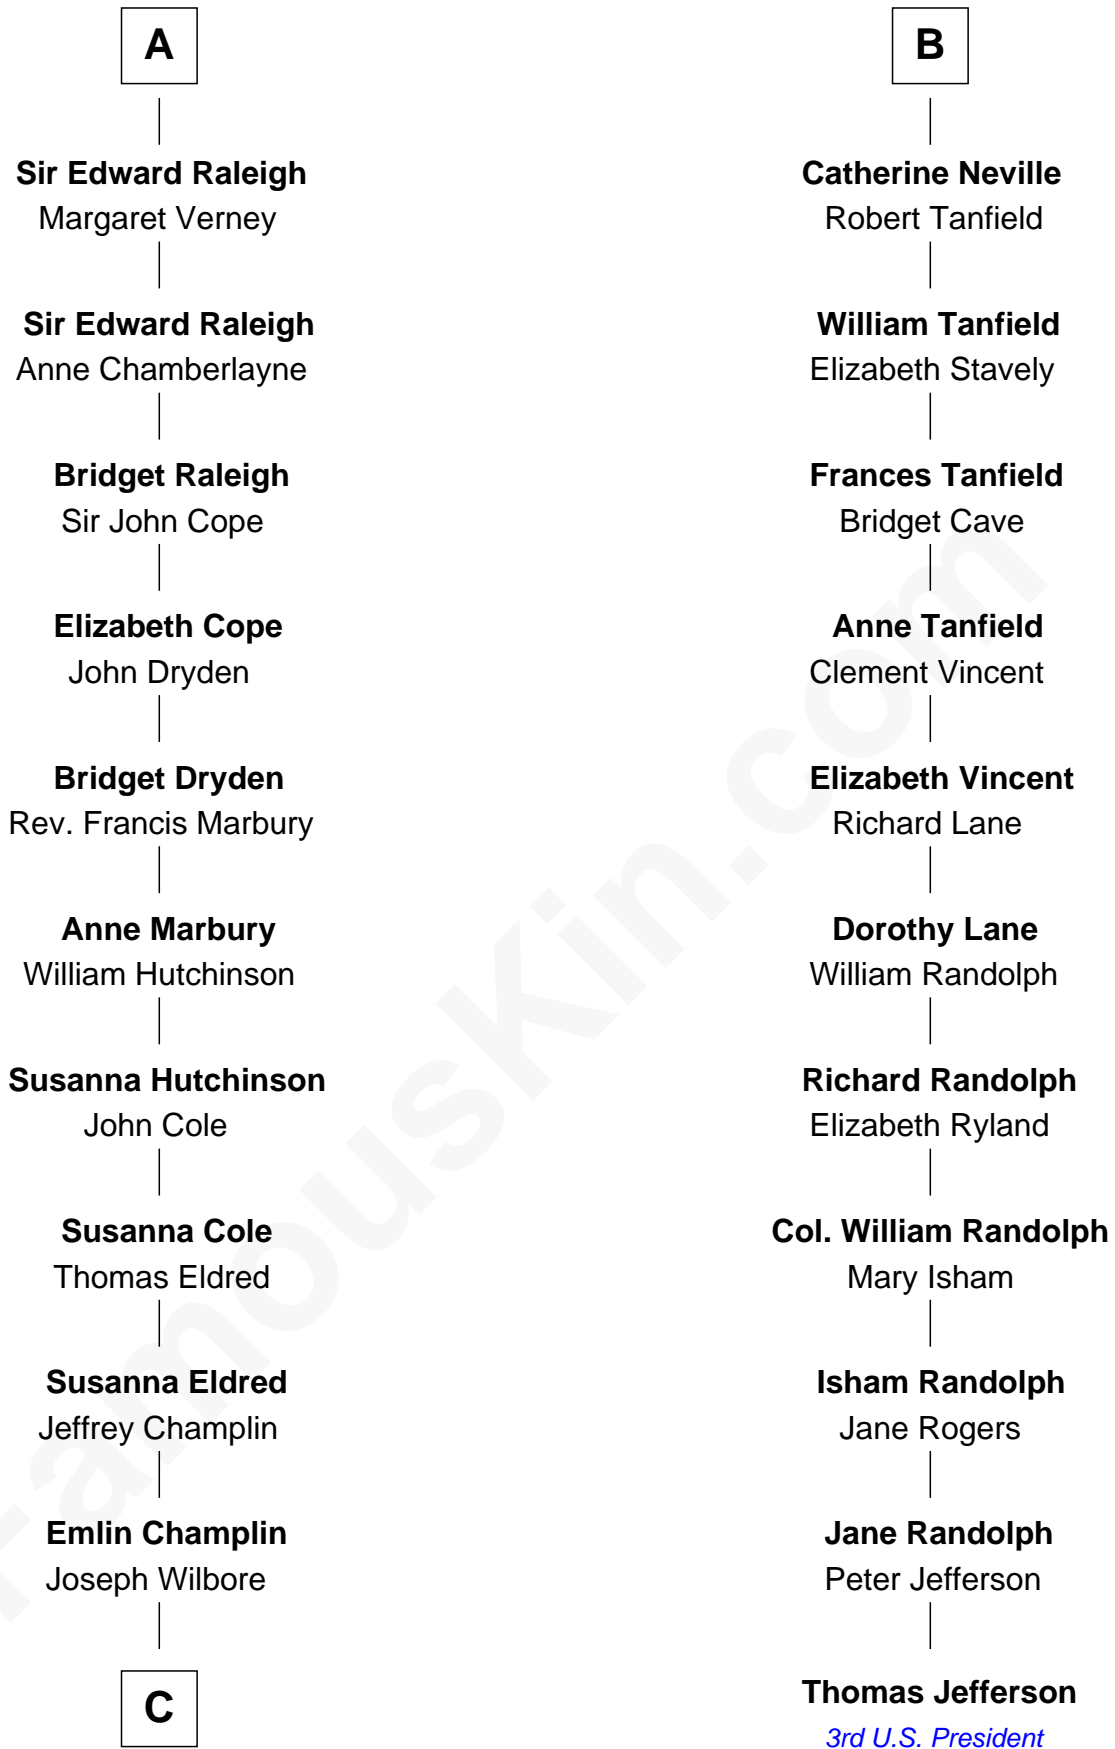 A
Sir Edward Raleigh
Margaret Verney
Sir Edward Raleigh
Anne Chamberlayne
Bridget Raleigh
Sir John Cope
Elizabeth Cope
John Dryden
Bridget Dryden
Rev. Francis Marbury
Anne Marbury
William Hutchinson
Susanna Hutchinson
John Cole
Susanna Cole
Thomas Eldred
Susanna Eldred
Jeffrey Champlin
Emlin Champlin
Joseph Wilbore
C
B
Catherine Neville
Robert Tanfield
William Tanfield
Elizabeth Stavely
Frances Tanfield
Bridget Cave
Anne Tanfield
Clement Vincent
Elizabeth Vincent
Richard Lane
Dorothy Lane
William Randolph
Richard Randolph
Elizabeth Ryland
Col. William Randolph
Mary Isham
Isham Randolph
Jane Rogers
Jane Randolph
Peter Jefferson
Thomas Jefferson
3rd U.S. President
FamousKin.com